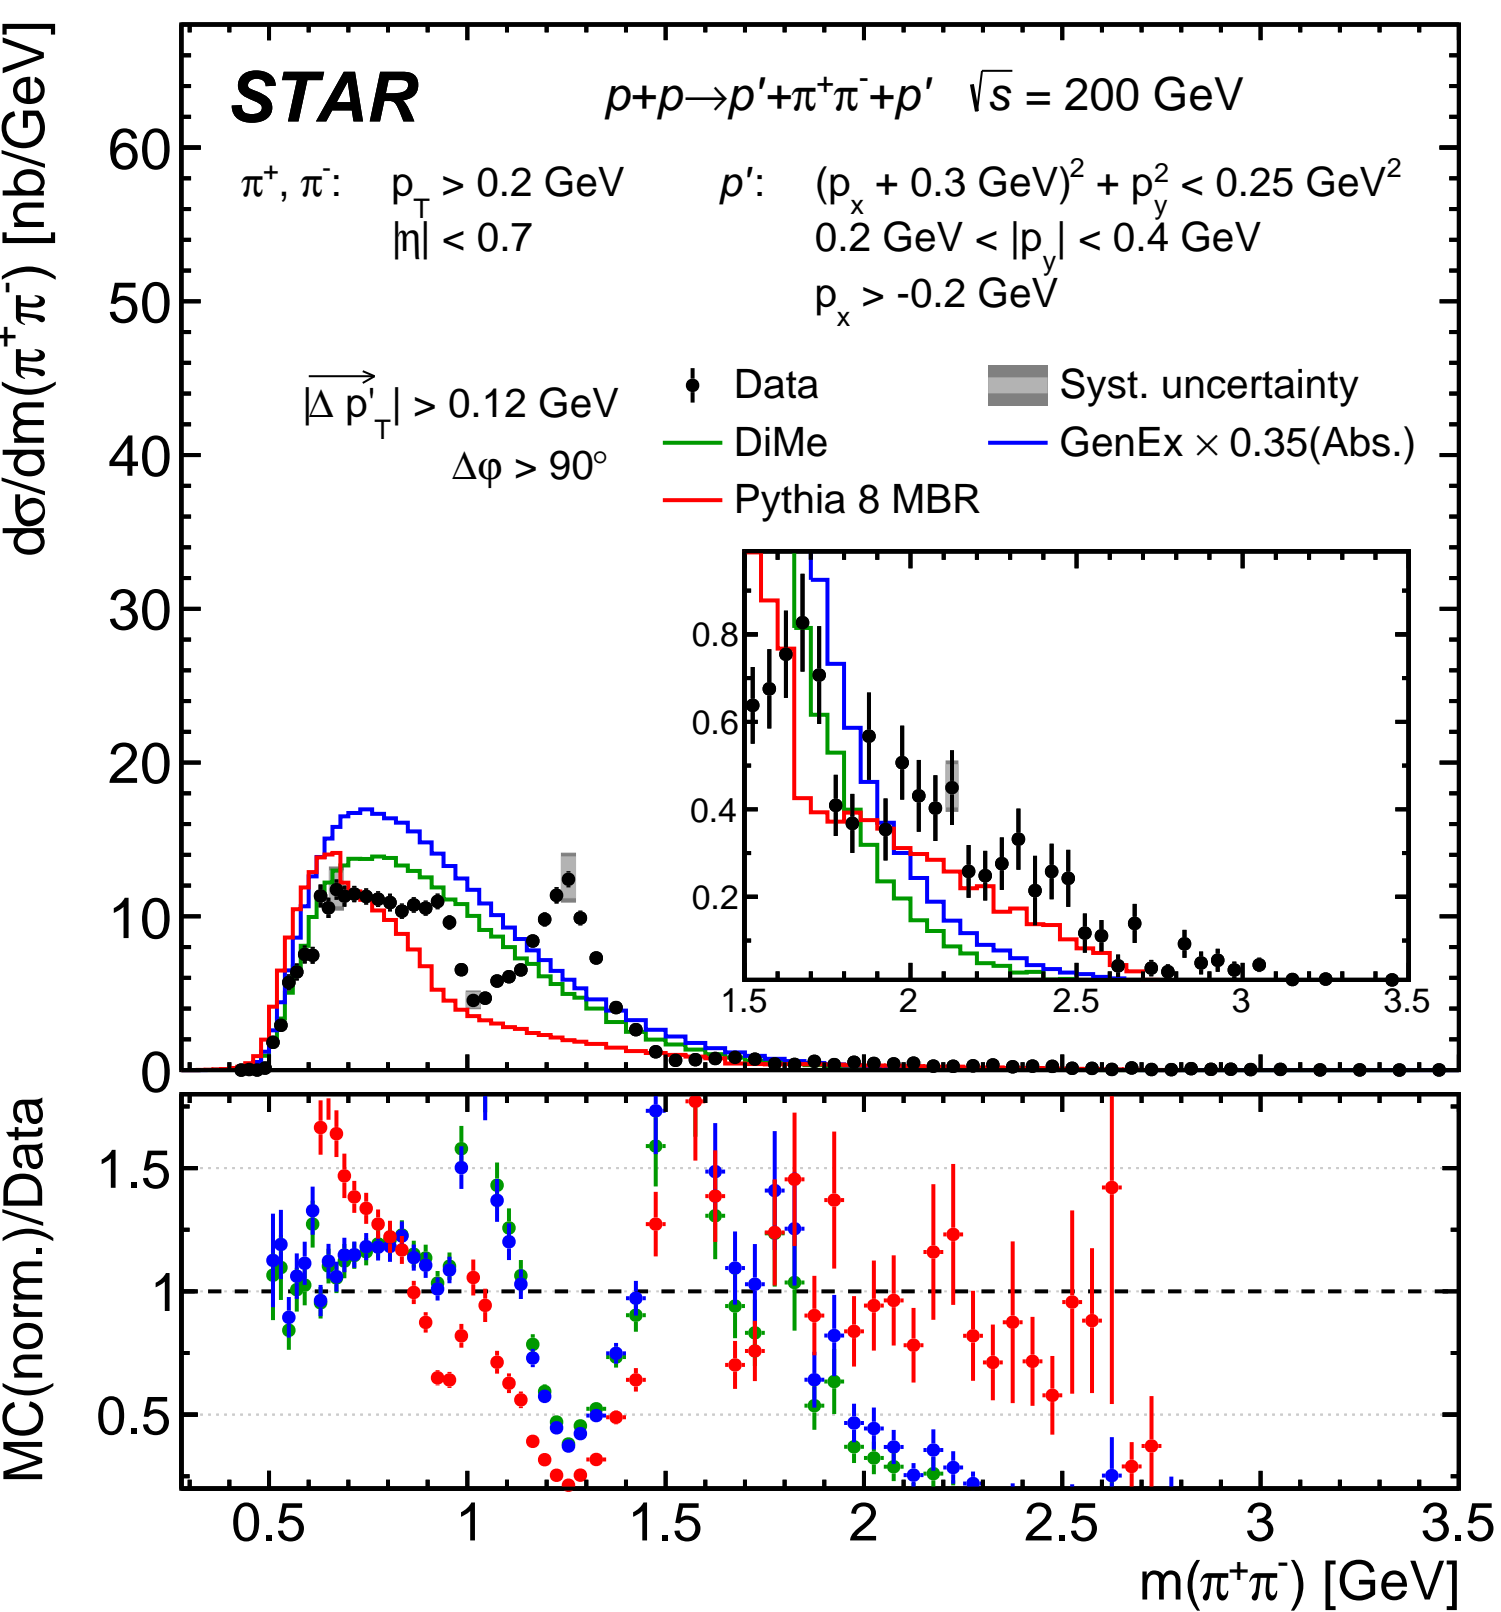 STAR
p+p→p'+π⁺π⁻+p' √s = 200 GeV
π⁺, π⁻: p_T > 0.2 GeV
|η| < 0.7
p': (p_x + 0.3 GeV)² + p_y² < 0.25 GeV²
0.2 GeV < |p_y| < 0.4 GeV
p_x > -0.2 GeV
|Δp⃗'_T| > 0.12 GeV
Δφ > 90°
Data
Syst. uncertainty
DiMe
GenEx × 0.35(Abs.)
Pythia 8 MBR
dσ/dm(π⁺π⁻) [nb/GeV]
60
50
40
30
20
10
0
0.8
0.6
0.4
0.2
1.5 2 2.5 3 3.5
MC(norm.)/Data
1.5
1
0.5
0.5 1 1.5 2 2.5 3 3.5
m(π⁺π⁻) [GeV]